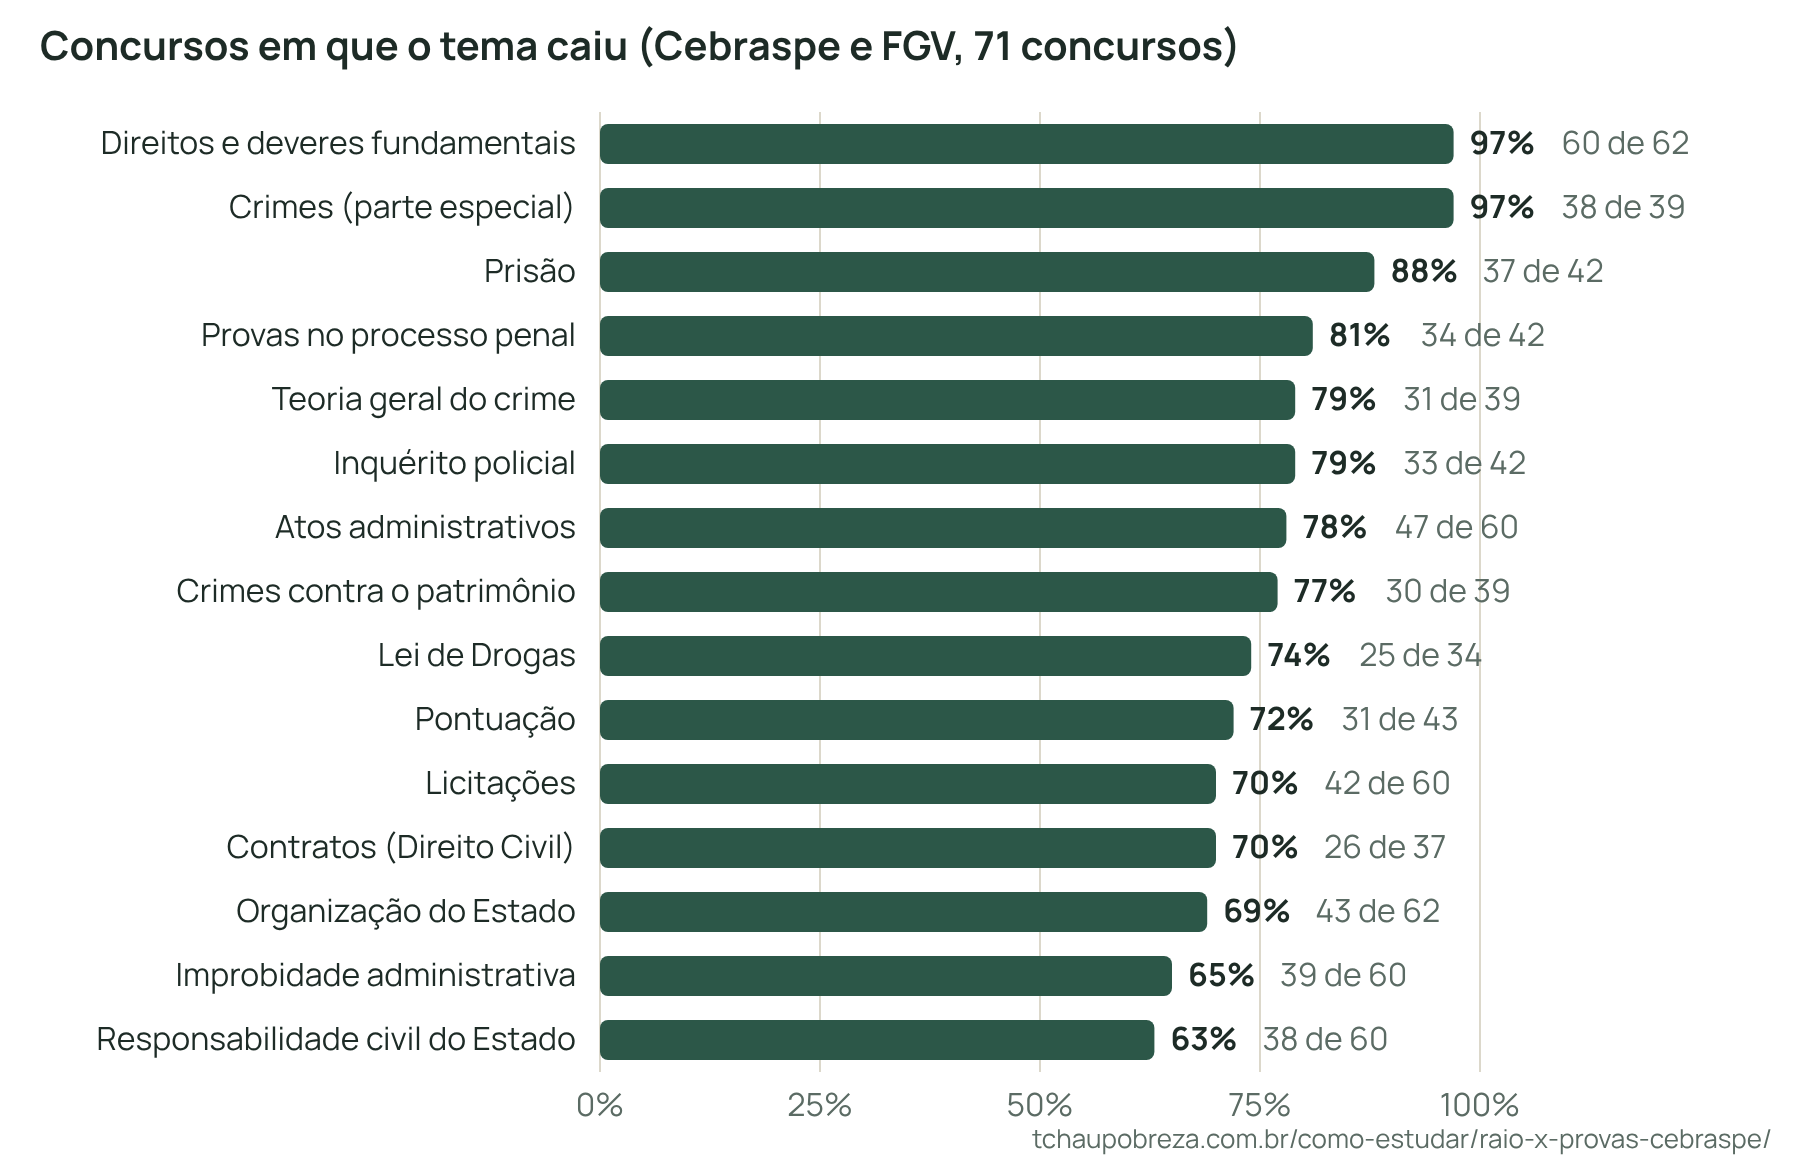 Concursos em que o tema caiu (Cebraspe e FGV, 71 concursos)
Direitos e deveres fundamentais 97% 60 de 62
Crimes (parte especial) 97% 38 de 39
Prisão 88% 37 de 42
Provas no processo penal 81% 34 de 42
Teoria geral do crime 79% 31 de 39
Inquérito policial 79% 33 de 42
Atos administrativos 78% 47 de 60
Crimes contra o patrimônio 77% 30 de 39
Lei de Drogas 74% 25 de 34
Pontuação 72% 31 de 43
Licitações 70% 42 de 60
Contratos (Direito Civil) 70% 26 de 37
Organização do Estado 69% 43 de 62
Improbidade administrativa 65% 39 de 60
Responsabilidade civil do Estado 63% 38 de 60
0% 25% 50% 75% 100%
tchaupobreza.com.br/como-estudar/raio-x-provas-cebraspe/